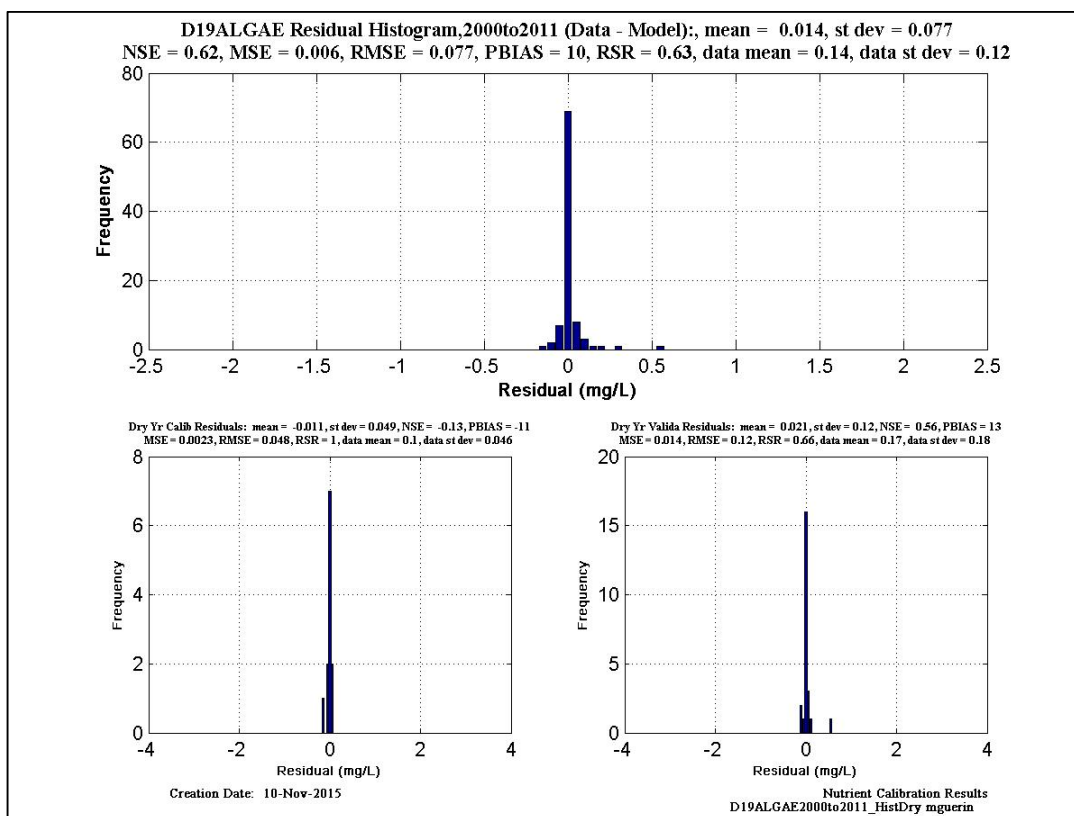 D19ALGAE Residual Histogram,2000to2011 (Data - Model):, mean = 0.014, st dev = 0.077
NSE = 0.62, MSE = 0.006, RMSE = 0.077, PBIAS = 10, RSR = 0.63, data mean = 0.14, data st dev = 0.12
80
60
40
20
0
Frequency
-2.5 -2 -1.5 -1 -0.5 0 0.5 1 1.5 2 2.5
Residual (mg/L)
Dry Yr Calib Residuals: mean = -0.011, st dev = 0.049, NSE = -0.13, PBIAS = -11
MSE = 0.0023, RMSE = 0.048, RSR = 1, data mean = 0.1, data st dev = 0.046
8
6
4
2
0
Frequency
-4 -2 0 2 4
Residual (mg/L)
Dry Yr Valida Residuals: mean = 0.021, st dev = 0.12, NSE = 0.56, PBIAS = 13
MSE = 0.014, RMSE = 0.12, RSR = 0.66, data mean = 0.17, data st dev = 0.18
20
15
10
5
0
Frequency
-4 -2 0 2 4
Residual (mg/L)
Creation Date: 10-Nov-2015
Nutrient Calibration Results
D19ALGAE2000to2011_HistDry mguerin